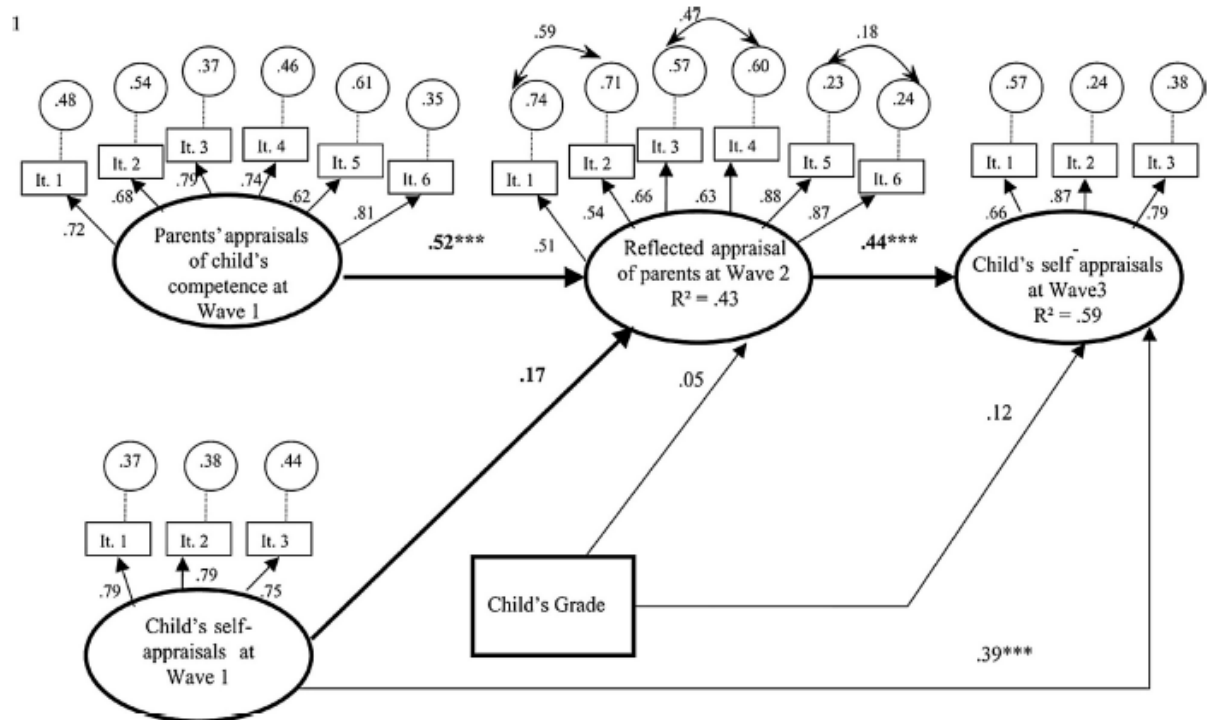 1
.59
.47
.18
.48
.54
.37
.46
.61
.35
.74
.71
.57
.60
.23
.24
.57
.24
.38
It. 1
It. 2
It. 3
It. 4
It. 5
It. 6
It. 1
It. 2
It. 3
It. 4
It. 5
It. 6
It. 1
It. 2
It. 3
.72
.68
.79
.74
.62
.81
.51
.54
.66
.63
.88
.87
.66
.87
.79
Parents' appraisals
of child's
competence at
Wave 1
.52***
Reflected appraisal
of parents at Wave 2
R² = .43
.44***
Child's self-appraisals
at Wave3
R² = .59
.17
.05
.12
.37
.38
.44
It. 1
It. 2
It. 3
.79
.79
.75
Child's self-
appraisals at
Wave 1
Child's Grade
.39***